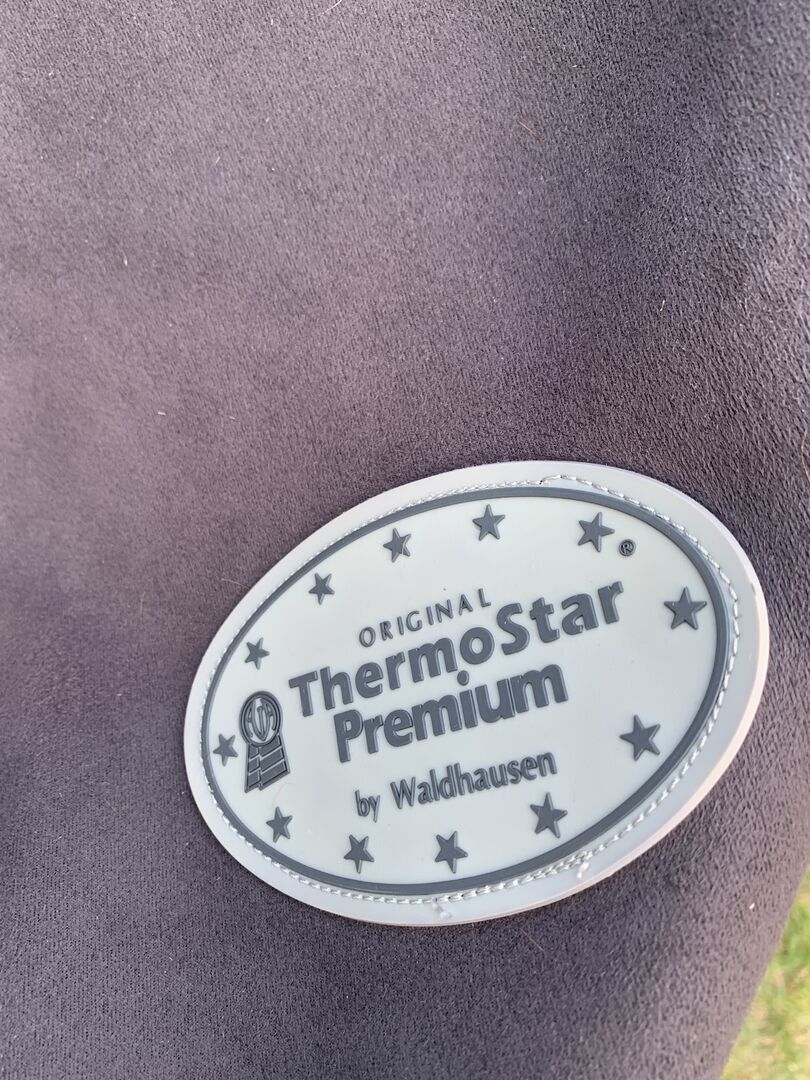 ®
ORIGINAL
ThermoStar
Premium
by Waldhausen